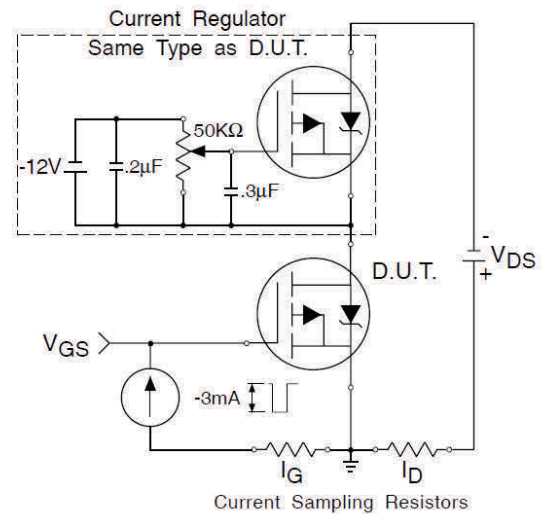 Current Regulator
Same Type as D.U.T.
50KΩ
-12V
.2μF
.3μF
-
VDS
+
D.U.T.
VGS
-3mA
IG
ID
Current Sampling Resistors